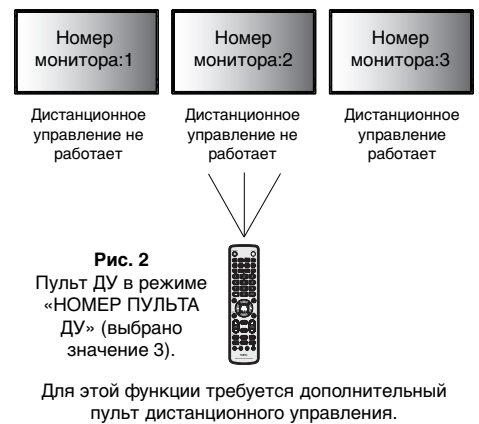 Номер
монитора:1
Номер
монитора:2
Номер
монитора:3
Дистанционное
управление не
работает
Дистанционное
управление не
работает
Дистанционное
управление
работает
Рис. 2
Пульт ДУ в режиме
«НОМЕР ПУЛЬТА
ДУ» (выбрано
значение 3).
Для этой функции требуется дополнительный
пульт дистанционного управления.